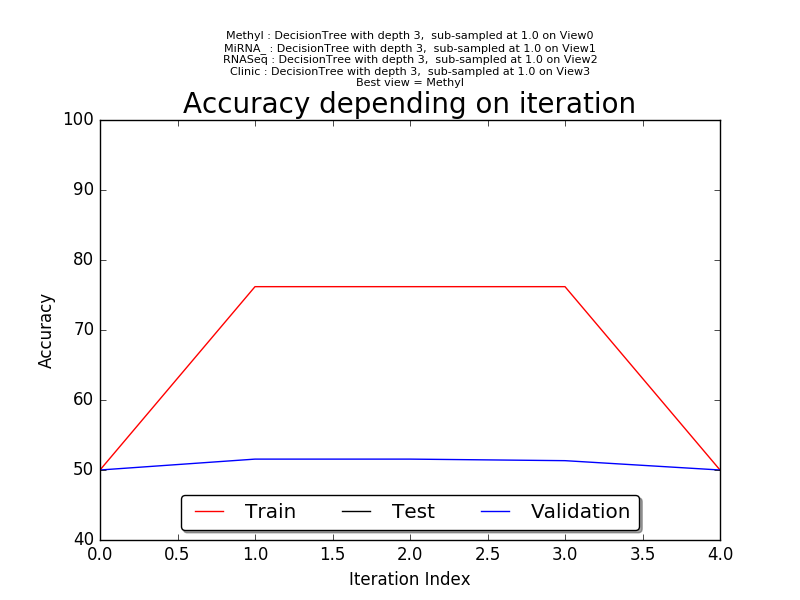 Methyl : DecisionTree with depth 3,  sub-sampled at 1.0 on View0
MiRNA_ : DecisionTree with depth 3,  sub-sampled at 1.0 on View1
RNASeq : DecisionTree with depth 3,  sub-sampled at 1.0 on View2
Clinic : DecisionTree with depth 3,  sub-sampled at 1.0 on View3
Best view = Methyl
Accuracy depending on iteration
100
90
80
70
60
50
40
Accuracy
Train Test Validation
0.0 0.5 1.0 1.5 2.0 2.5 3.0 3.5 4.0
Iteration Index